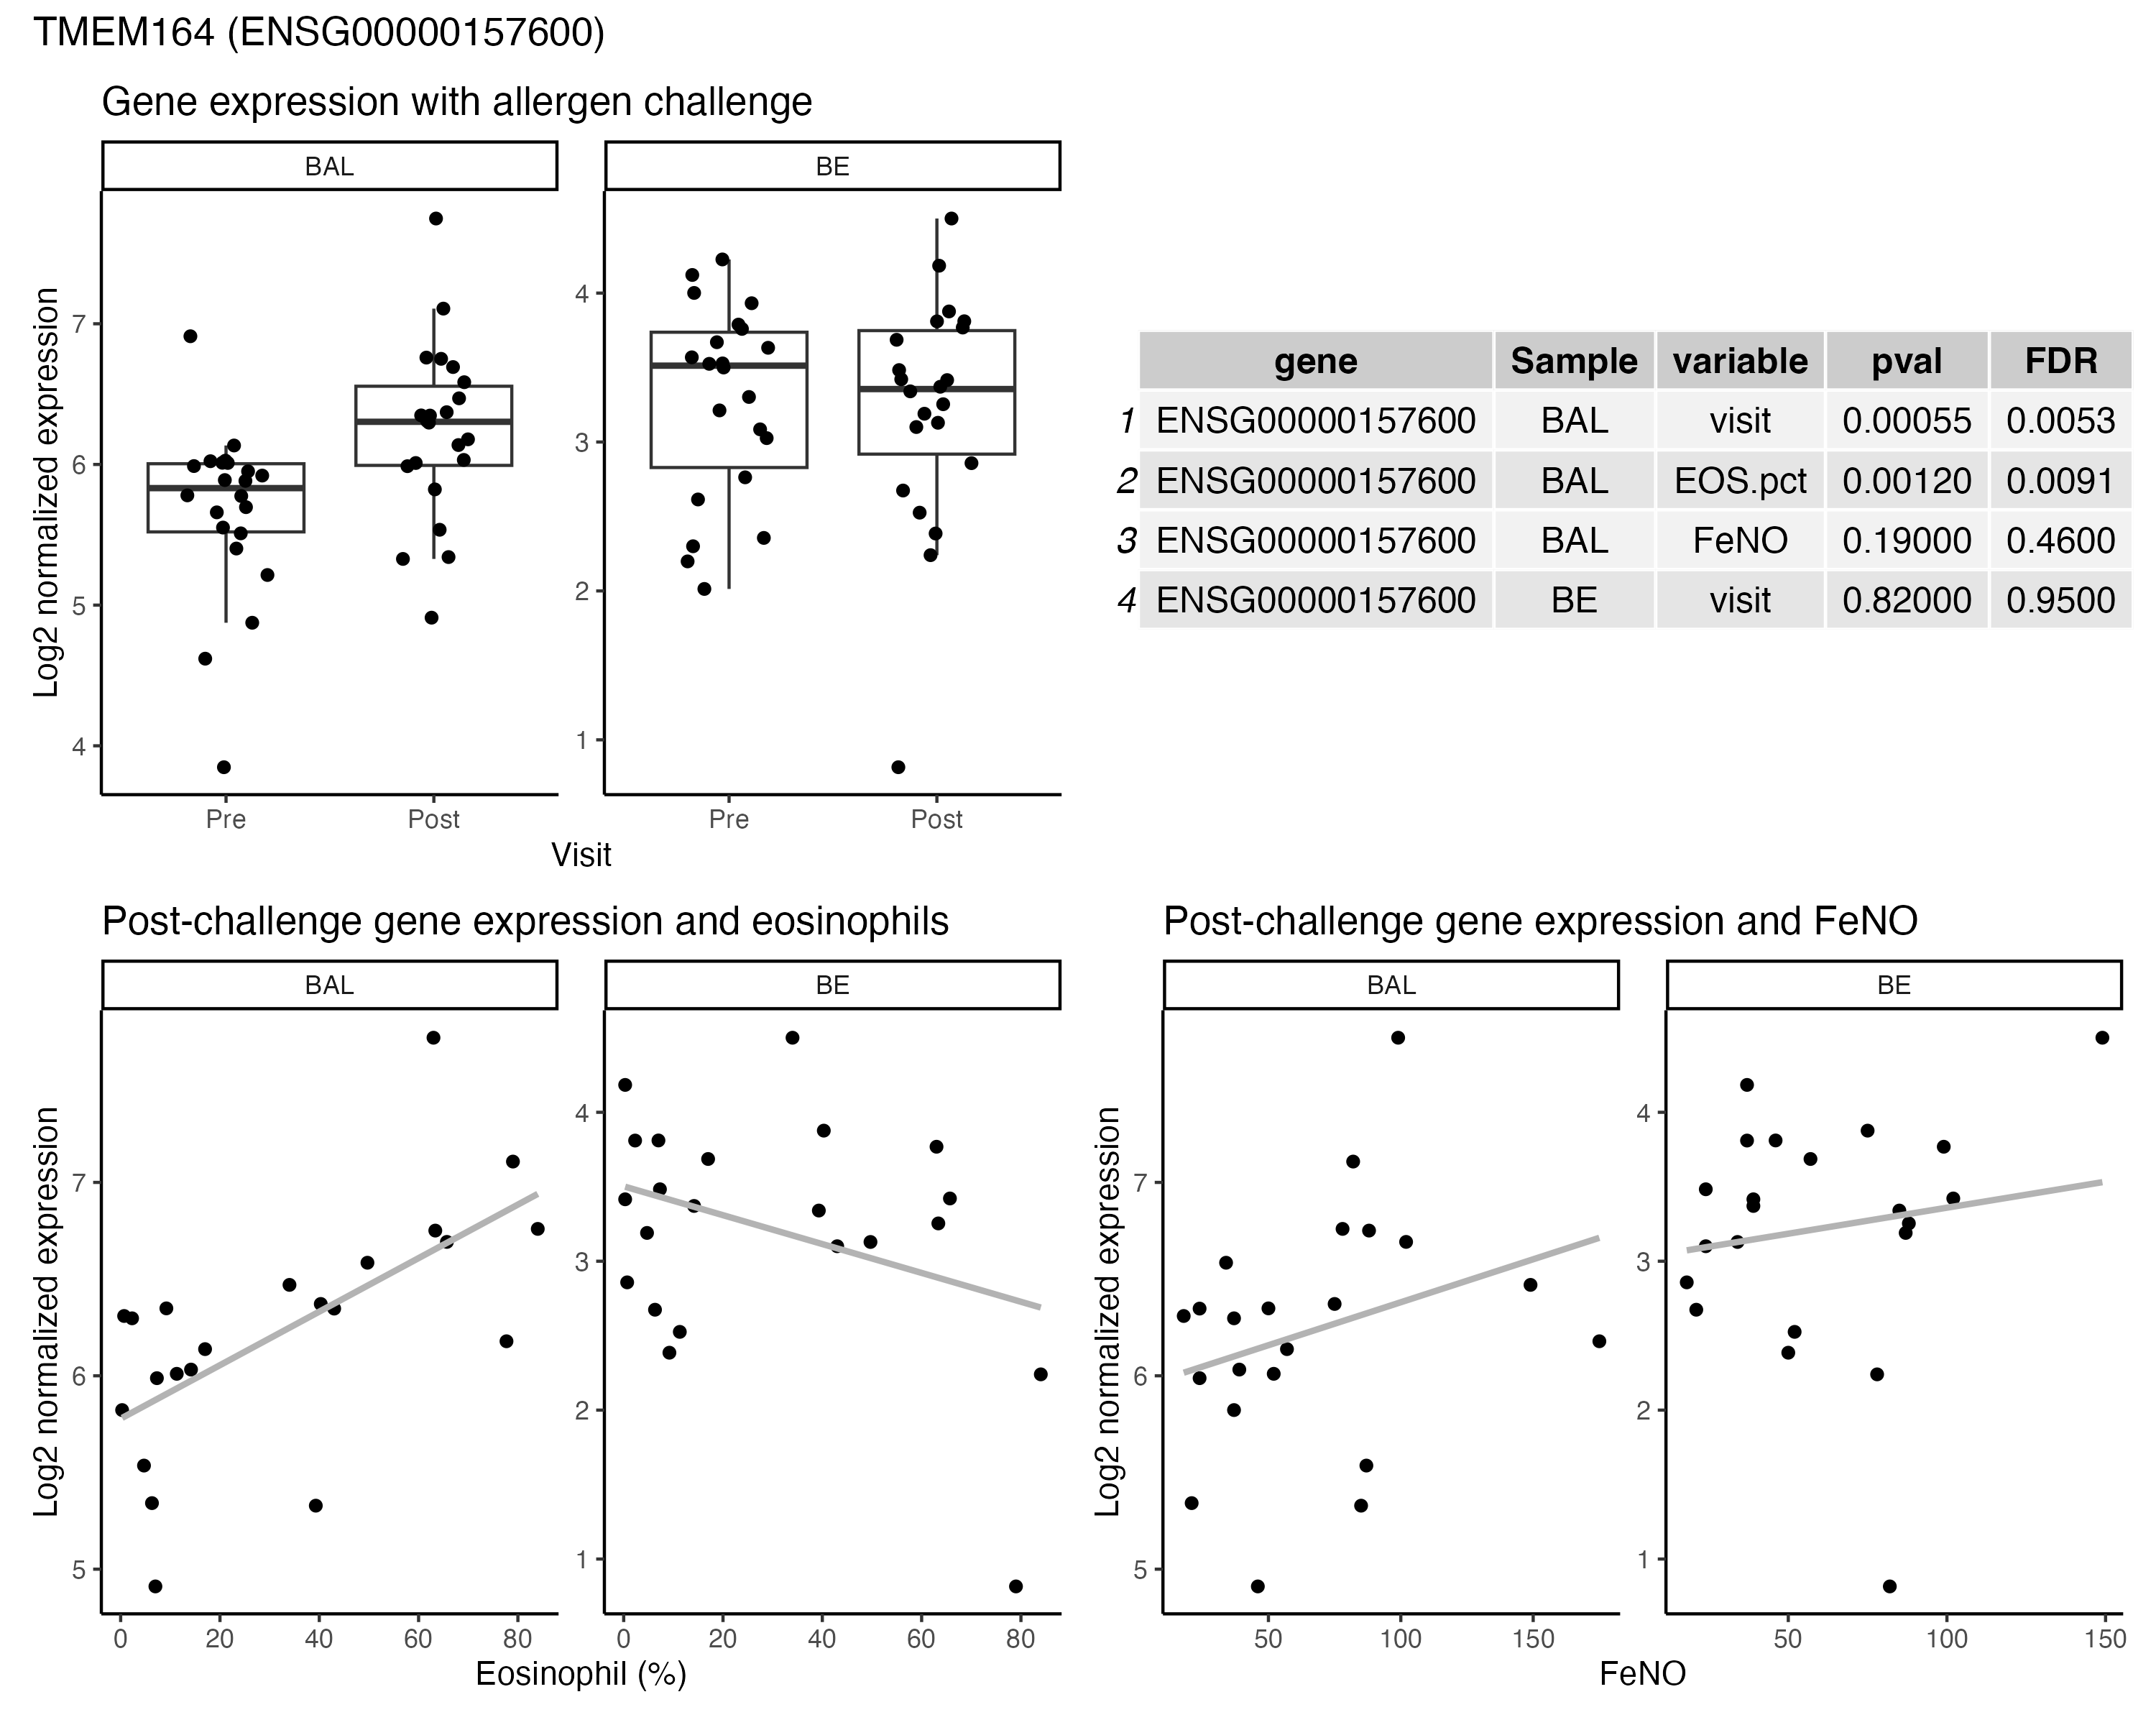 TMEM164 (ENSG00000157600)
Gene expression with allergen challenge
BAL BE
Log2 normalized expression
7
6
5
4
4
3
2
1
Pre Post Pre Post
Visit
gene Sample variable pval FDR
1 ENSG00000157600 BAL visit 0.00055 0.0053
2 ENSG00000157600 BAL EOS.pct 0.00120 0.0091
3 ENSG00000157600 BAL FeNO 0.19000 0.4600
4 ENSG00000157600 BE visit 0.82000 0.9500
Post-challenge gene expression and eosinophils
BAL BE
Log2 normalized expression
7
6
5
4
3
2
1
0 20 40 60 80 0 20 40 60 80
Eosinophil (%)
Post-challenge gene expression and FeNO
BAL BE
Log2 normalized expression
7
6
5
4
3
2
1
50 100 150 50 100 150
FeNO